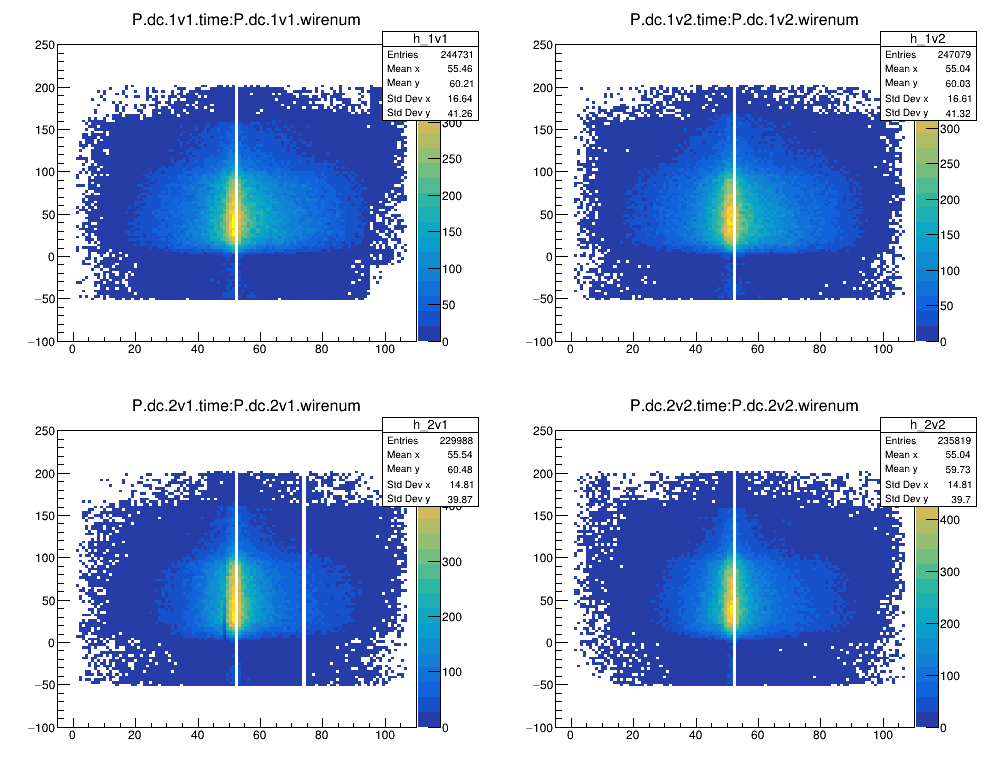 P.dc.1v1.time:P.dc.1v1.wirenum
h_1v1
Entries 244731
Mean x 55.46
Mean y 60.21
Std Dev x 16.64
Std Dev y 41.26
250
200
150
100
50
0
−50
−100
0 20 40 60 80 100
300
250
200
150
100
50
0
P.dc.1v2.time:P.dc.1v2.wirenum
h_1v2
Entries 247079
Mean x 55.04
Mean y 60.03
Std Dev x 16.61
Std Dev y 41.32
250
200
150
100
50
0
−50
−100
0 20 40 60 80 100
300
250
200
150
100
50
0
P.dc.2v1.time:P.dc.2v1.wirenum
h_2v1
Entries 229988
Mean x 55.54
Mean y 60.48
Std Dev x 14.81
Std Dev y 39.87
250
200
150
100
50
0
−50
−100
0 20 40 60 80 100
400
300
200
100
0
P.dc.2v2.time:P.dc.2v2.wirenum
h_2v2
Entries 235819
Mean x 55.04
Mean y 59.73
Std Dev x 14.81
Std Dev y 39.7
250
200
150
100
50
0
−50
−100
0 20 40 60 80 100
400
300
200
100
0